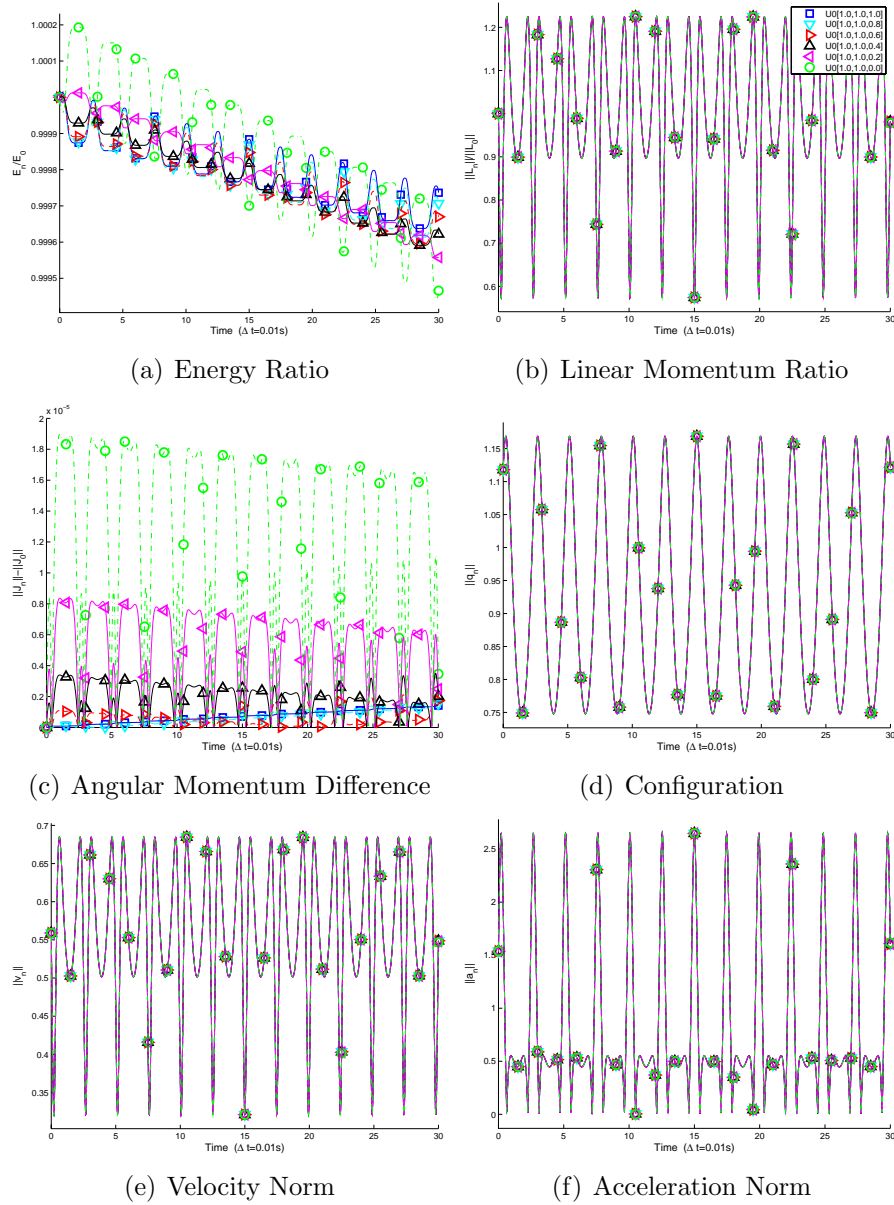 1.0002
1.0001
1
0.9999
0.9998
0.9997
0.9996
0.9995
E_n/E_0
0 5 10 15 20 25 30
Time (Δ t=0.01s)
(a) Energy Ratio
U0[1.0,1.0,1.0]
U0[1.0,1.0,0.8]
U0[1.0,1.0,0.6]
U0[1.0,1.0,0.4]
U0[1.0,1.0,0.2]
U0[1.0,1.0,0.0]
1.2
1.1
1
0.9
0.8
0.7
0.6
||L_n||/||L_0||
0 5 10 15 20 25 30
Time (Δ t=0.01s)
(b) Linear Momentum Ratio
x 10^-5
2
1.8
1.6
1.4
1.2
1
0.8
0.6
0.4
0.2
0
||J_n||-||J_0||
0 5 10 15 20 25 30
Time (Δ t=0.01s)
(c) Angular Momentum Difference
1.15
1.1
1.05
1
0.95
0.9
0.85
0.8
0.75
||q_n||
0 5 10 15 20 25 30
Time (Δ t=0.01s)
(d) Configuration
0.7
0.65
0.6
0.55
0.5
0.45
0.4
0.35
||v_n||
0 5 10 15 20 25 30
Time (Δ t=0.01s)
(e) Velocity Norm
2.5
2
1.5
1
0.5
0
||a_n||
0 5 10 15 20 25 30
Time (Δ t=0.01s)
(f) Acceleration Norm